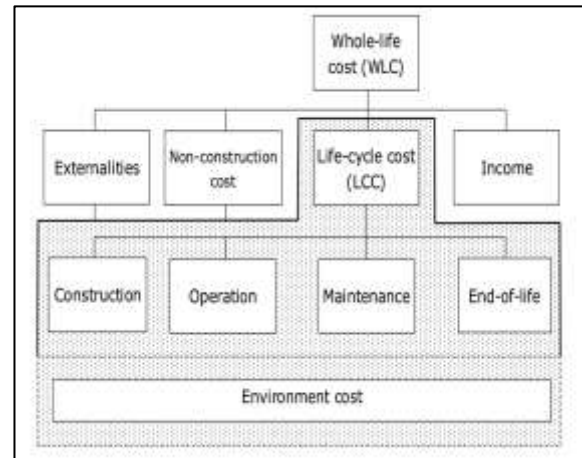 Whole-life
cost (WLC)
Externalities
Non-construction
cost
Life-cycle cost
(LCC)
Income
Construction
Operation
Maintenance
End-of-life
Environment cost